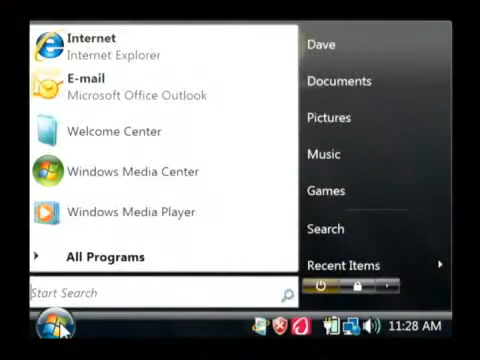 Internet
Internet Explorer
E-mail
Microsoft Office Outlook
Welcome Center
Windows Media Center
Windows Media Player
All Programs
Start Search
Dave
Documents
Pictures
Music
Games
Search
Recent Items
11:28 AM